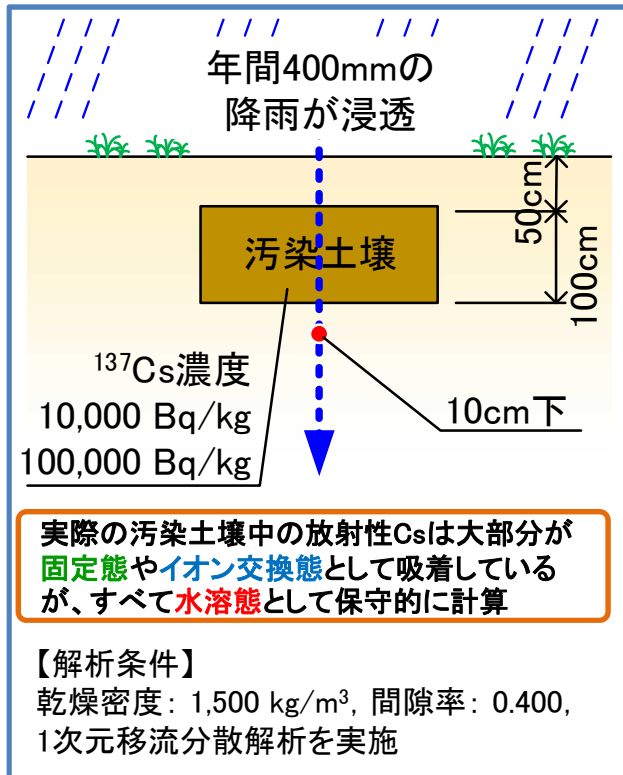 年間400mmの
降雨が浸透
50cm
汚染土壌
100cm
¹³⁷Cs濃度
10,000 Bq/kg
100,000 Bq/kg
10cm下
実際の汚染土壌中の放射性Csは大部分が
固定態やイオン交換態として吸着している
が、すべて水溶態として保守的に計算
【解析条件】
乾燥密度: 1,500 kg/m³, 間隙率: 0.400,
1次元移流分散解析を実施